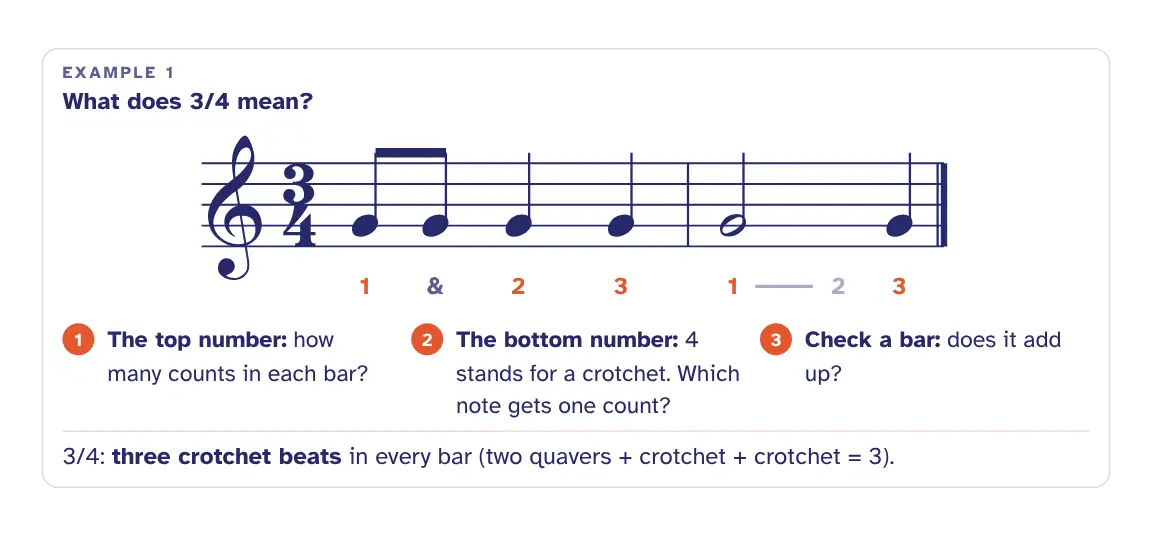 EXAMPLE 1
What does 3/4 mean?
3
4
1 & 2 3 1 2 3
1 The top number: how
many counts in each bar?
2 The bottom number: 4
stands for a crotchet. Which
note gets one count?
3 Check a bar: does it add
up?
3/4: three crotchet beats in every bar (two quavers + crotchet + crotchet = 3).